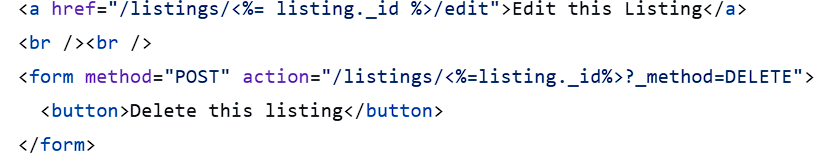 <a href="/listings/<%= listing._id %>/edit">Edit this Listing</a>
<br /><br />
<form method="POST" action="/listings/<%=listing._id%>?_method=DELETE">
  <button>Delete this listing</button>
</form>